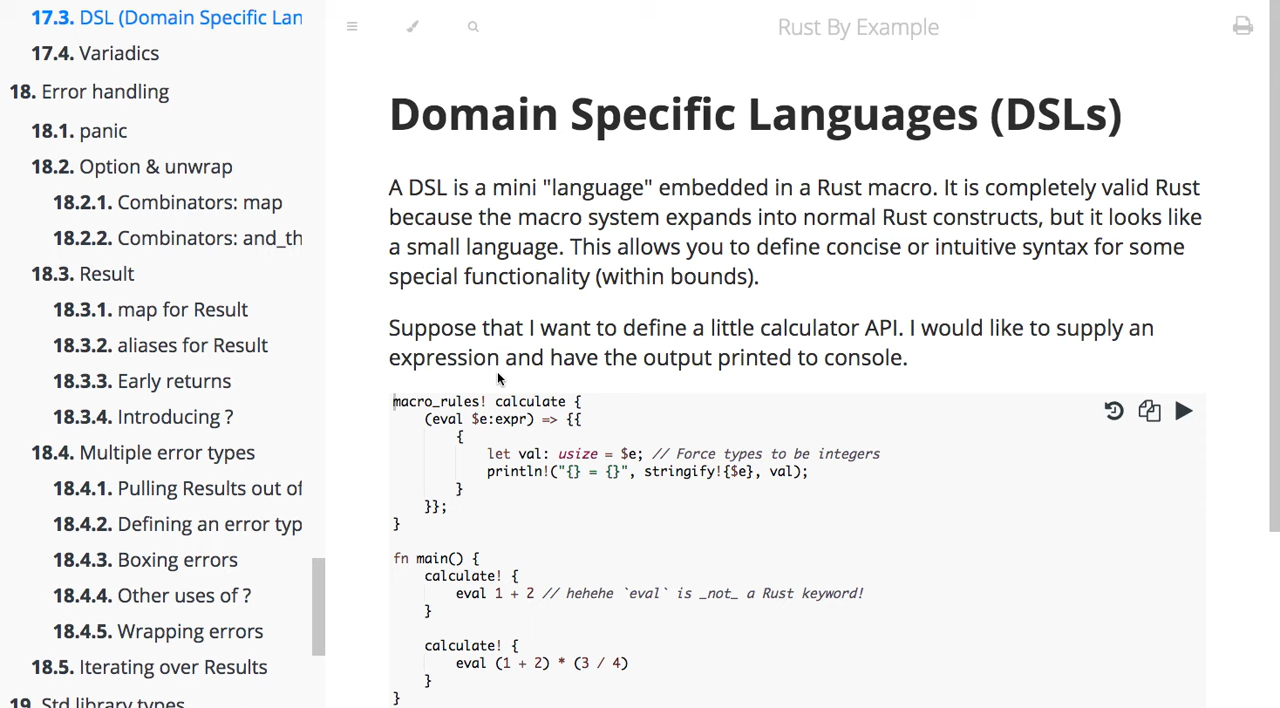 17.3. DSL (Domain Specific Lan
17.4. Variadics
18. Error handling
18.1. panic
18.2. Option & unwrap
18.2.1. Combinators: map
18.2.2. Combinators: and_th
18.3. Result
18.3.1. map for Result
18.3.2. aliases for Result
18.3.3. Early returns
18.3.4. Introducing ?
18.4. Multiple error types
18.4.1. Pulling Results out of
18.4.2. Defining an error typ
18.4.3. Boxing errors
18.4.4. Other uses of ?
18.4.5. Wrapping errors
18.5. Iterating over Results
19. Std library types
Rust By Example
Domain Specific Languages (DSLs)
A DSL is a mini "language" embedded in a Rust macro. It is completely valid Rust
because the macro system expands into normal Rust constructs, but it looks like
a small language. This allows you to define concise or intuitive syntax for some
special functionality (within bounds).
Suppose that I want to define a little calculator API. I would like to supply an
expression and have the output printed to console.
macro_rules! calculate {
    (eval $e:expr) => {{
        {
            let val: usize = $e; // Force types to be integers
            println!("{} = {}", stringify!{$e}, val);
        }
    }};
}
fn main() {
    calculate! {
        eval 1 + 2 // hehehe `eval` is _not_ a Rust keyword!
    }
    calculate! {
        eval (1 + 2) * (3 / 4)
    }
}